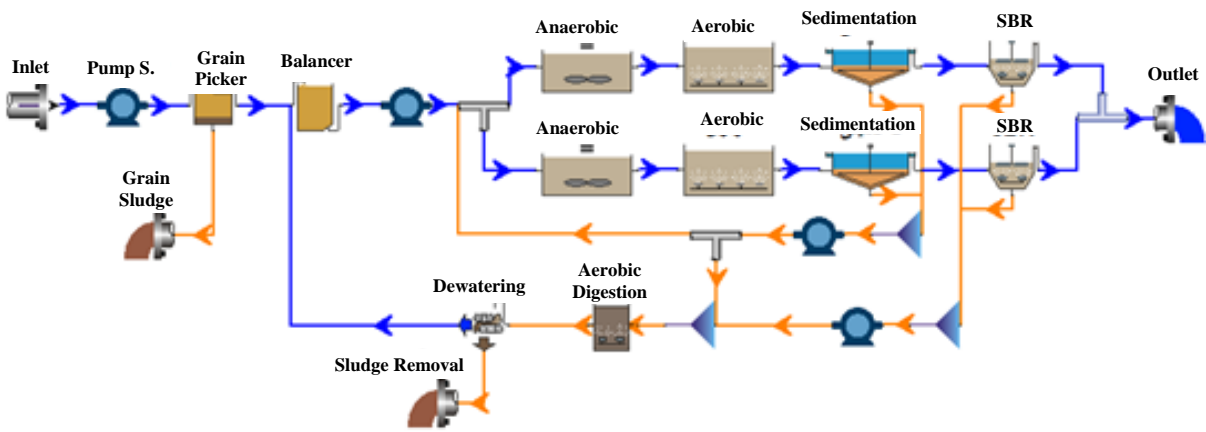 Inlet
Pump S.
Grain
Picker
Balancer
Anaerobic
Aerobic
Sedimentation
SBR
Outlet
Anaerobic
Aerobic
Sedimentation
SBR
Grain
Sludge
Dewatering
Aerobic
Digestion
Sludge Removal